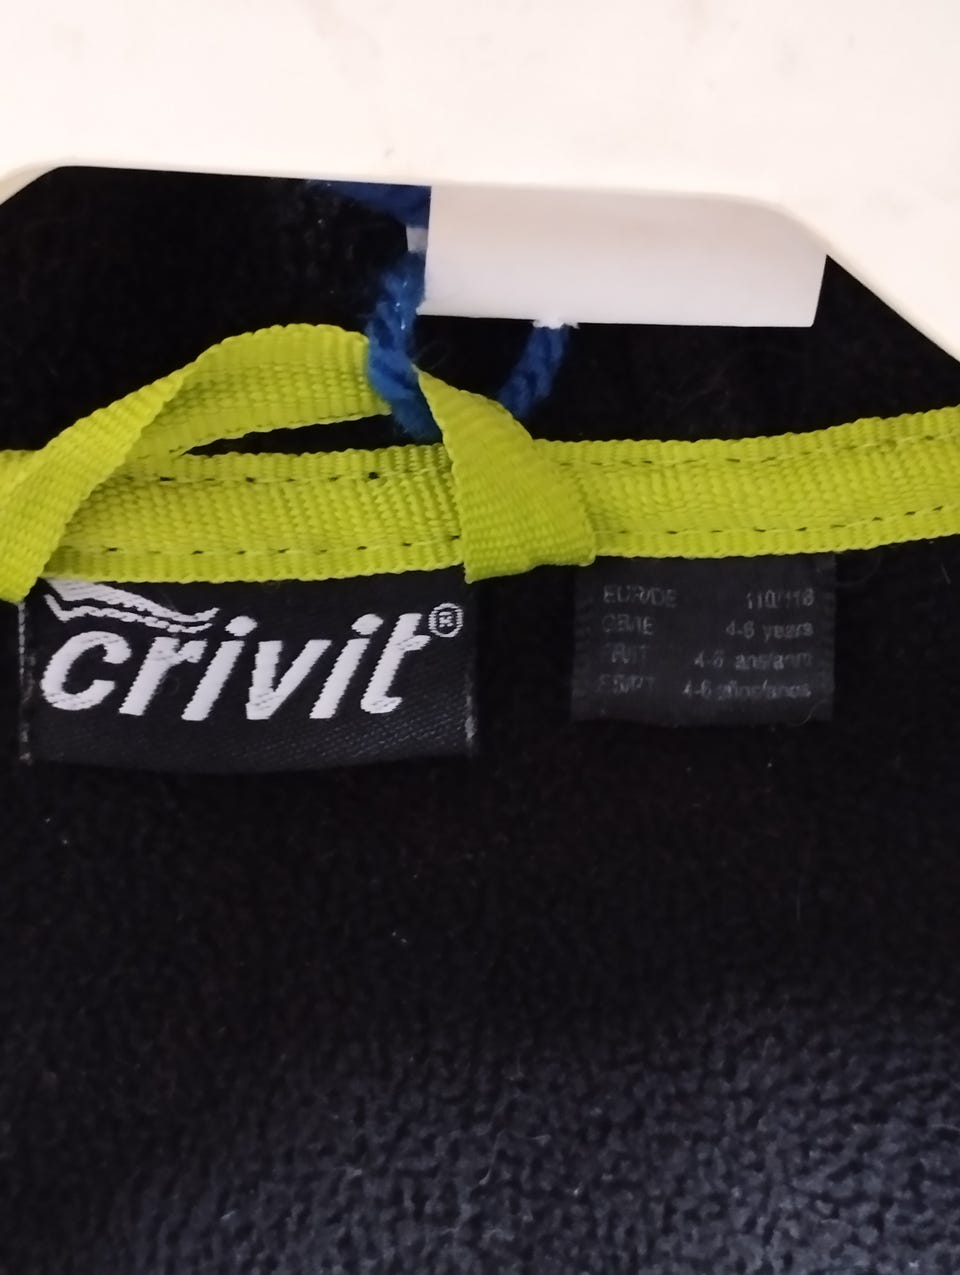 crivit®
EUR/DE 110/116
GB/IE 4-6 years
FR/IT 4-6 ans/anni
ES/PT 4-6 años/anos